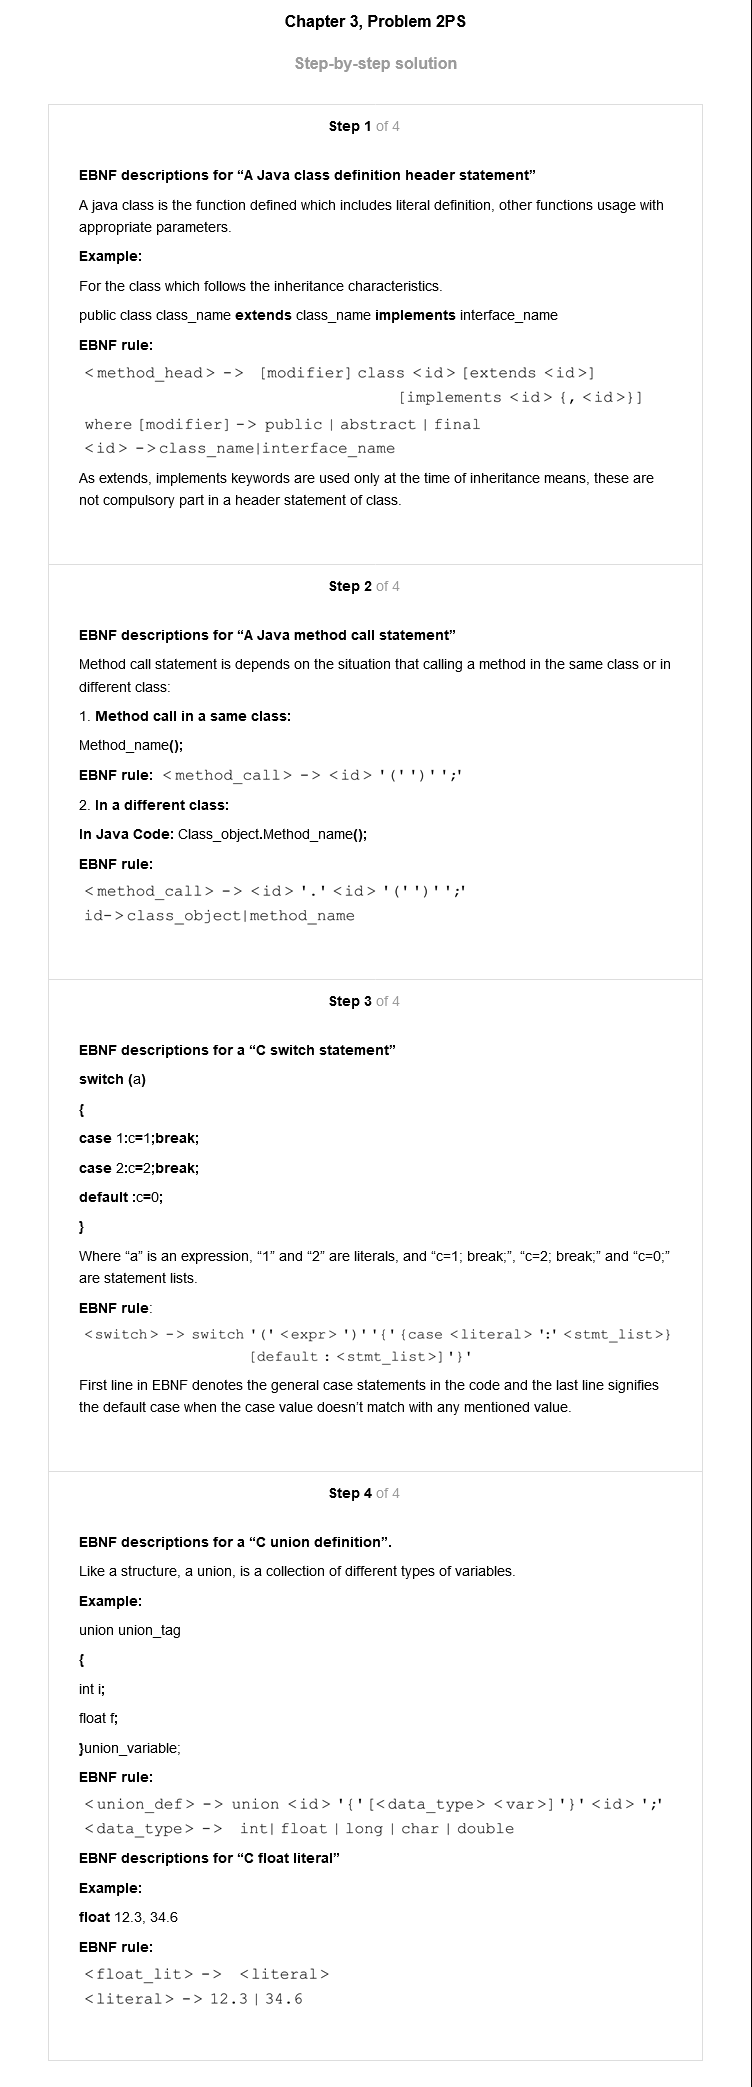 Chapter 3, Problem 2PS
Step-by-step solution
Step 1 of 4
EBNF descriptions for “A Java class definition header statement”
A java class is the function defined which includes literal definition, other functions usage with
appropriate parameters.
Example:
For the class which follows the inheritance characteristics.
public class class_name extends class_name implements interface_name
EBNF rule:
<method_head> -> [modifier] class <id> [extends <id>]
[implements <id> {, <id>}]
where [modifier] -> public | abstract | final
<id> -> class_name|interface_name
As extends, implements keywords are used only at the time of inheritance means, these are
not compulsory part in a header statement of class.
Step 2 of 4
EBNF descriptions for “A Java method call statement”
Method call statement is depends on the situation that calling a method in the same class or in
different class:
1. Method call in a same class:
Method_name();
EBNF rule: <method_call> -> <id> '(' ')' ';'
2. In a different class:
In Java Code: Class_object.Method_name();
EBNF rule:
<method_call> -> <id> '.' <id> '(' ')' ';'
id->class_object|method_name
Step 3 of 4
EBNF descriptions for a “C switch statement”
switch (a)
{
case 1:c=1;break;
case 2:c=2;break;
default :c=0;
}
Where “a” is an expression, “1” and “2” are literals, and “c=1; break;”, “c=2; break;” and “c=0;”
are statement lists.
EBNF rule:
<switch> -> switch '(' <expr> ')' '{' {case <literal> ':' <stmt_list>}
[default : <stmt_list>] '}'
First line in EBNF denotes the general case statements in the code and the last line signifies
the default case when the case value doesn’t match with any mentioned value.
Step 4 of 4
EBNF descriptions for a “C union definition”.
Like a structure, a union, is a collection of different types of variables.
Example:
union union_tag
{
int i;
float f;
}union_variable;
EBNF rule:
<union_def> -> union <id> '{' [<data_type> <var>] '}' <id> ';'
<data_type> -> int| float | long | char | double
EBNF descriptions for “C float literal”
Example:
float 12.3, 34.6
EBNF rule:
<float_lit> -> <literal>
<literal> -> 12.3 | 34.6